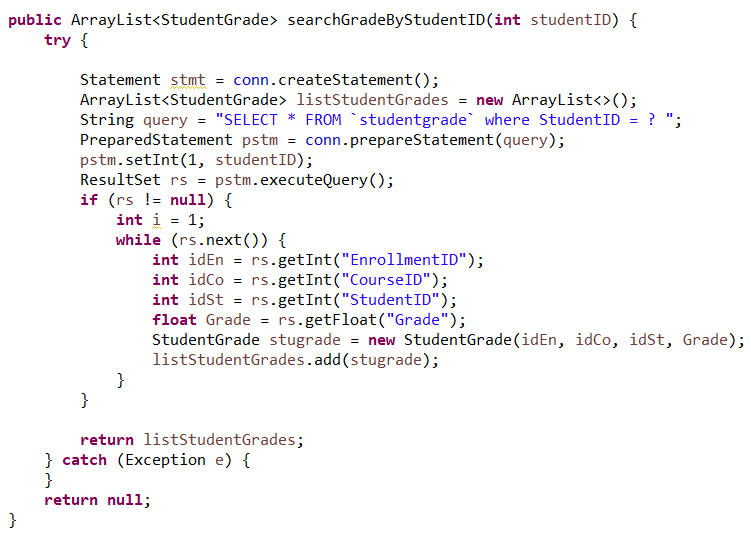 public ArrayList<StudentGrade> searchGradeByStudentID(int studentID) {
    try {

        Statement stmt = conn.createStatement();
        ArrayList<StudentGrade> listStudentGrades = new ArrayList<>();
        String query = "SELECT * FROM `studentgrade` where StudentID = ? ";
        PreparedStatement pstm = conn.prepareStatement(query);
        pstm.setInt(1, studentID);
        ResultSet rs = pstm.executeQuery();
        if (rs != null) {
            int i = 1;
            while (rs.next()) {
                int idEn = rs.getInt("EnrollmentID");
                int idCo = rs.getInt("CourseID");
                int idSt = rs.getInt("StudentID");
                float Grade = rs.getFloat("Grade");
                StudentGrade stugrade = new StudentGrade(idEn, idCo, idSt, Grade);
                listStudentGrades.add(stugrade);
            }
        }

        return listStudentGrades;
    } catch (Exception e) {
    }
    return null;
}